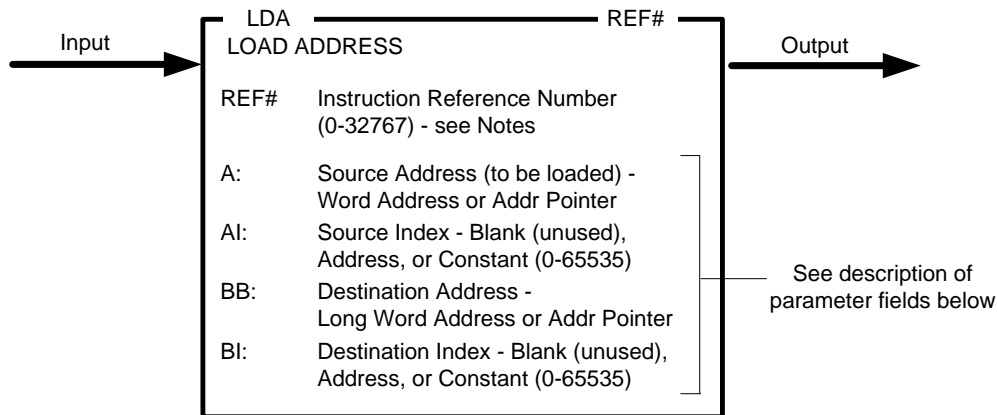 LDA REF#
Input
LOAD ADDRESS
Output
REF# Instruction Reference Number
(0-32767) - see Notes
A: Source Address (to be loaded) -
Word Address or Addr Pointer
AI: Source Index - Blank (unused),
Address, or Constant (0-65535)
BB: Destination Address -
Long Word Address or Addr Pointer
BI: Destination Index - Blank (unused),
Address, or Constant (0-65535)
See description of
parameter fields below